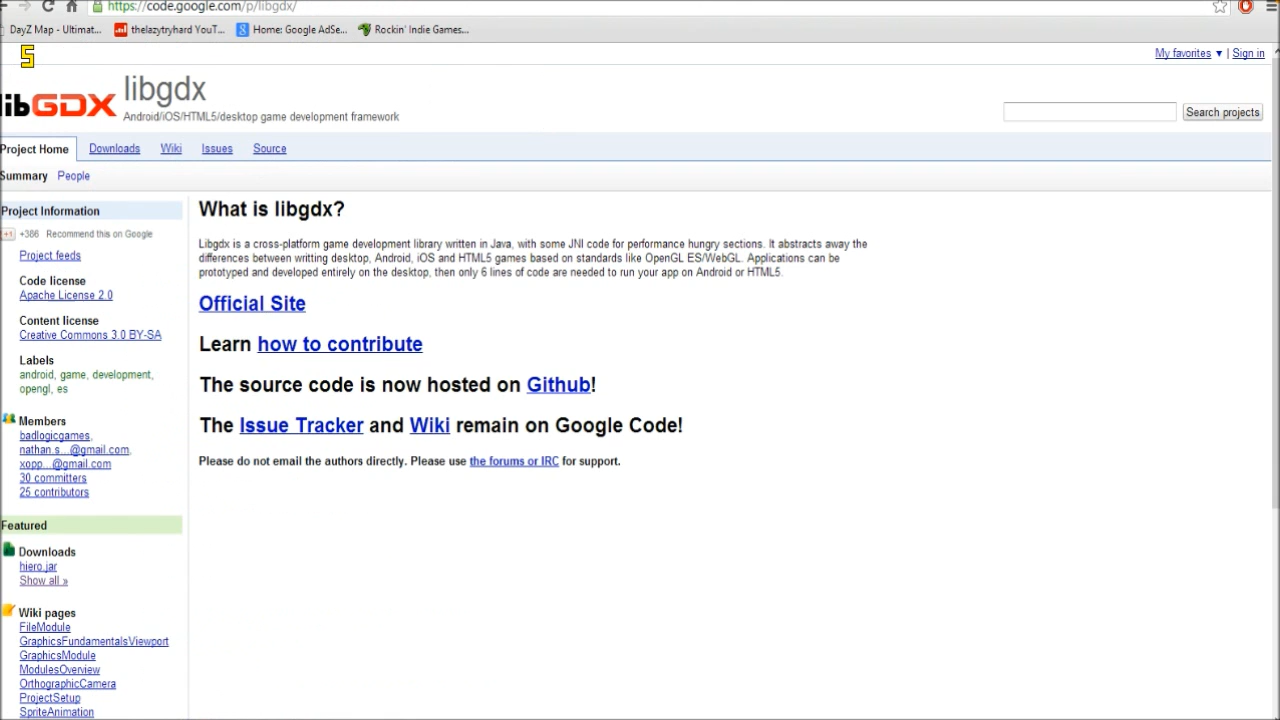 https://code.google.com/p/libgdx/
DayZ Map - Ultimat... thelazytryhard YouT... Home: Google AdSe... Rockin' Indie Games...
5
My favorites ▼ | Sign in
libGDX libgdx
Android/iOS/HTML5/desktop game development framework
Search projects
Project Home Downloads Wiki Issues Source
Summary People
Project Information
+1 +386 Recommend this on Google
Project feeds
Code license
Apache License 2.0
Content license
Creative Commons 3.0 BY-SA
Labels
android, game, development,
opengl, es
Members
badlogicgames,
nathan.s...@gmail.com,
xopp...@gmail.com
30 committers
25 contributors
Featured
Downloads
hiero.jar
Show all »
Wiki pages
FileModule
GraphicsFundamentalsViewport
GraphicsModule
ModulesOverview
OrthographicCamera
ProjectSetup
SpriteAnimation
What is libgdx?
Libgdx is a cross-platform game development library written in Java, with some JNI code for performance hungry sections. It abstracts away the
differences between writting desktop, Android, iOS and HTML5 games based on standards like OpenGL ES/WebGL. Applications can be
prototyped and developed entirely on the desktop, then only 6 lines of code are needed to run your app on Android or HTML5.
Official Site
Learn how to contribute
The source code is now hosted on Github!
The Issue Tracker and Wiki remain on Google Code!
Please do not email the authors directly. Please use the forums or IRC for support.